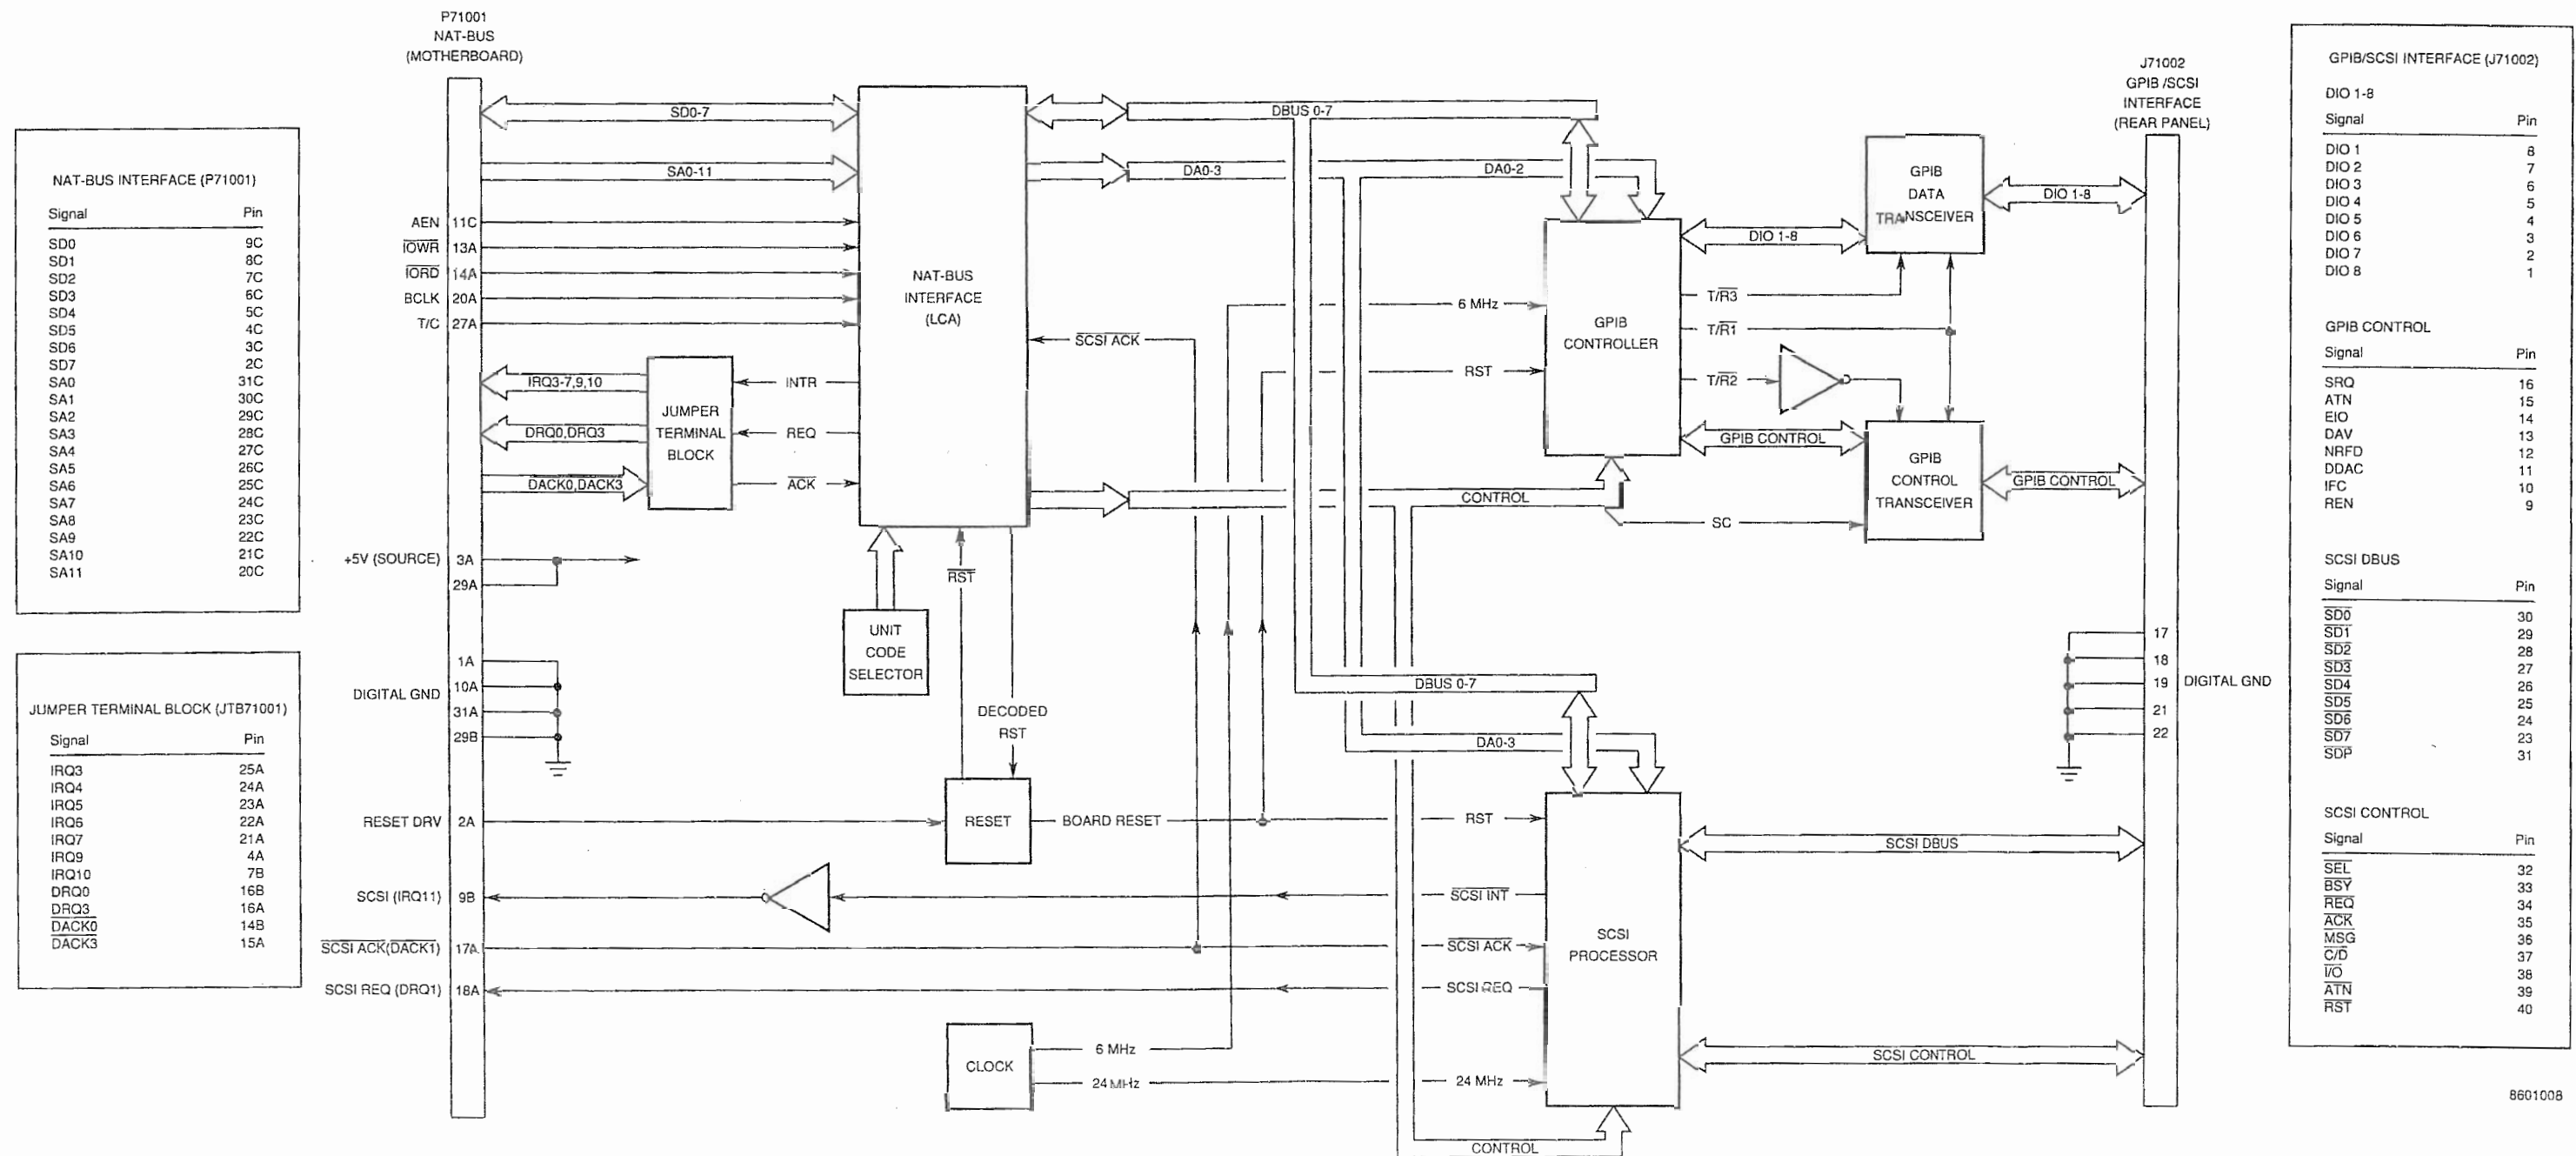 P71001
NAT-BUS
(MOTHERBOARD)
NAT-BUS INTERFACE (P71001)
Signal Pin
SD0 9C
SD1 8C
SD2 7C
SD3 6C
SD4 5C
SD5 4C
SD6 3C
SD7 2C
SA0 31C
SA1 30C
SA2 29C
SA3 28C
SA4 27C
SA5 26C
SA6 25C
SA7 24C
SA8 23C
SA9 22C
SA10 21C
SA11 20C
JUMPER TERMINAL BLOCK (JTB71001)
Signal Pin
IRQ3 25A
IRQ4 24A
IRQ5 23A
IRQ6 22A
IRQ7 21A
IRQ9 4A
IRQ10 7B
DRQ0 16B
DRQ3 16A
DACK0 14B
DACK3 15A
AEN 11C
IOWR 13A
IORD 14A
BCLK 20A
T/C 27A
+5V (SOURCE) 3A
29A
1A
DIGITAL GND 10A
31A
29B
RESET DRV 2A
SCSI (IRQ11) 9B
SCSI ACK(DACK1) 17A
SCSI REQ (DRQ1) 18A
SD0-7
SA0-11
IRQ3-7,9,10
DRQ0,DRQ3
DACK0,DACK3
JUMPER
TERMINAL
BLOCK
INTR
REQ
ACK
NAT-BUS
INTERFACE
(LCA)
UNIT
CODE
SELECTOR
RST
DECODED
RST
RESET
BOARD RESET
CLOCK
6 MHz
24 MHz
SCSI ACK
DBUS 0-7
DA0-3
DA0-2
6 MHz
RST
CONTROL
GPIB
CONTROLLER
DIO 1-8
T/R3
T/R1
T/R2
GPIB CONTROL
SC
GPIB
DATA
TRANSCEIVER
DIO 1-8
GPIB
CONTROL
TRANSCEIVER
GPIB CONTROL
DBUS 0-7
DA0-3
RST
SCSI INT
SCSI ACK
SCSI REQ
24 MHz
CONTROL
SCSI
PROCESSOR
SCSI DBUS
SCSI CONTROL
J71002
GPIB /SCSI
INTERFACE
(REAR PANEL)
17
18
19 DIGITAL GND
21
22
GPIB/SCSI INTERFACE (J71002)
DIO 1-8
Signal Pin
DIO 1 8
DIO 2 7
DIO 3 6
DIO 4 5
DIO 5 4
DIO 6 3
DIO 7 2
DIO 8 1
GPIB CONTROL
Signal Pin
SRQ 16
ATN 15
EIO 14
DAV 13
NRFD 12
DDAC 11
IFC 10
REN 9
SCSI DBUS
Signal Pin
SD0 30
SD1 29
SD2 28
SD3 27
SD4 26
SD5 25
SD6 24
SD7 23
SDP 31
SCSI CONTROL
Signal Pin
SEL 32
BSY 33
REQ 34
ACK 35
MSG 36
C/D 37
I/O 38
ATN 39
RST 40
8601008